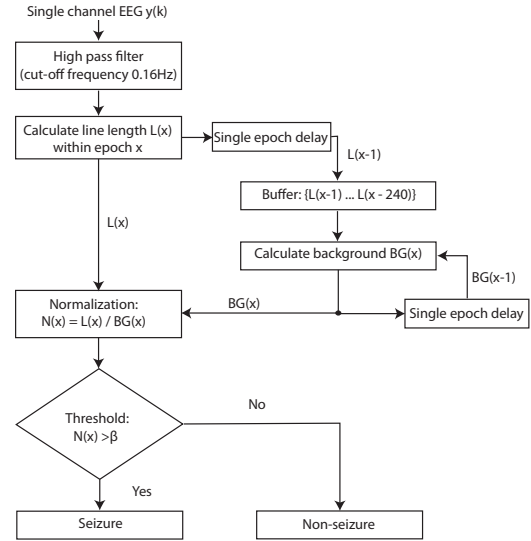 Single channel EEG y(k)
High pass filter
(cut-off frequency 0.16Hz)
Calculate line length L(x)
within epoch x
Single epoch delay
L(x-1)
Buffer: {L(x-1) ... L(x - 240)}
L(x)
Calculate background BG(x)
BG(x-1)
Normalization:
N(x) = L(x) / BG(x)
BG(x)
Single epoch delay
Threshold:
N(x) >β
No
Yes
Seizure
Non-seizure